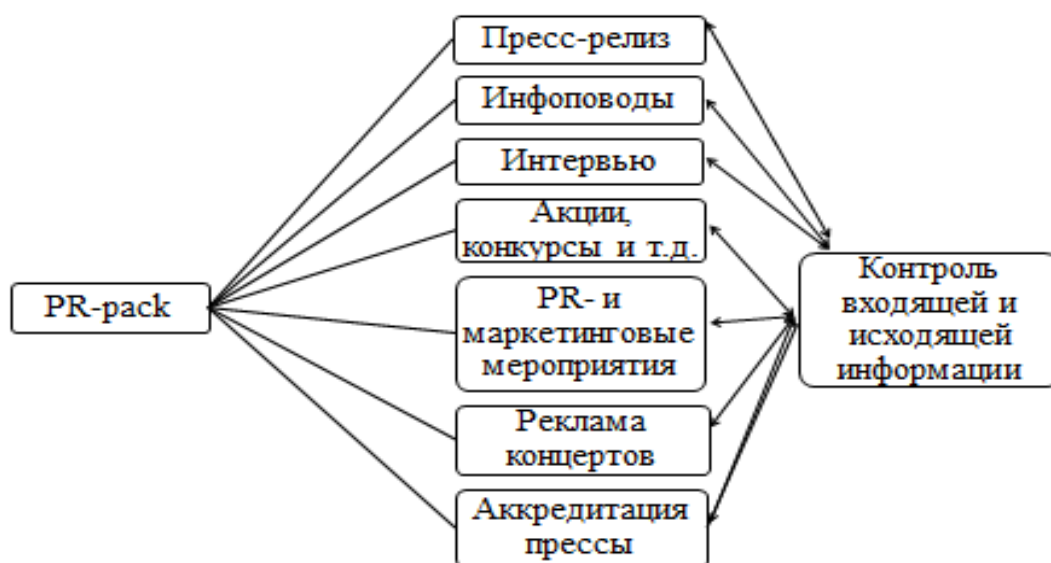 Пресс-релиз
Инфоповоды
Интервью
Акции,
конкурсы и т.д.
PR-pack
PR- и
маркетинговые
мероприятия
Контроль
входящей и
исходящей
информации
Реклама
концертов
Аккредитация
прессы